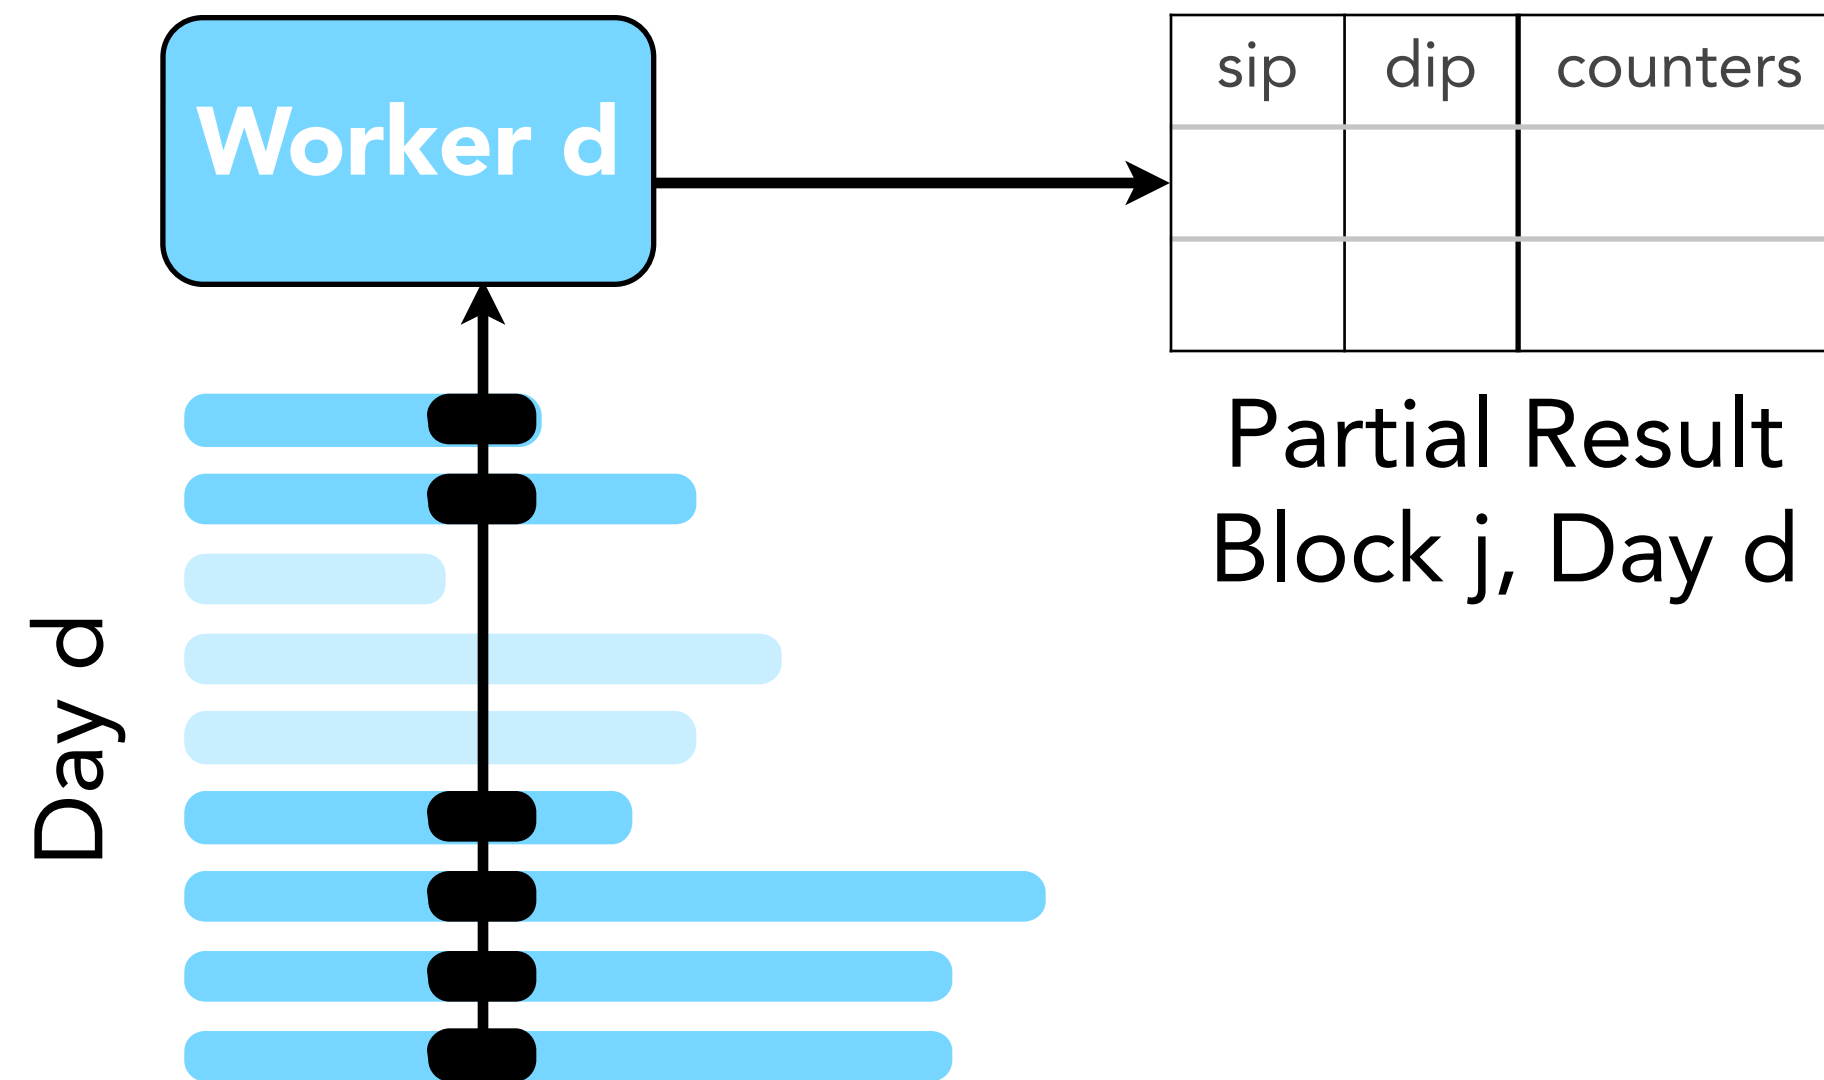 Worker d
sip dip counters
Partial Result
Block j, Day d
Day d